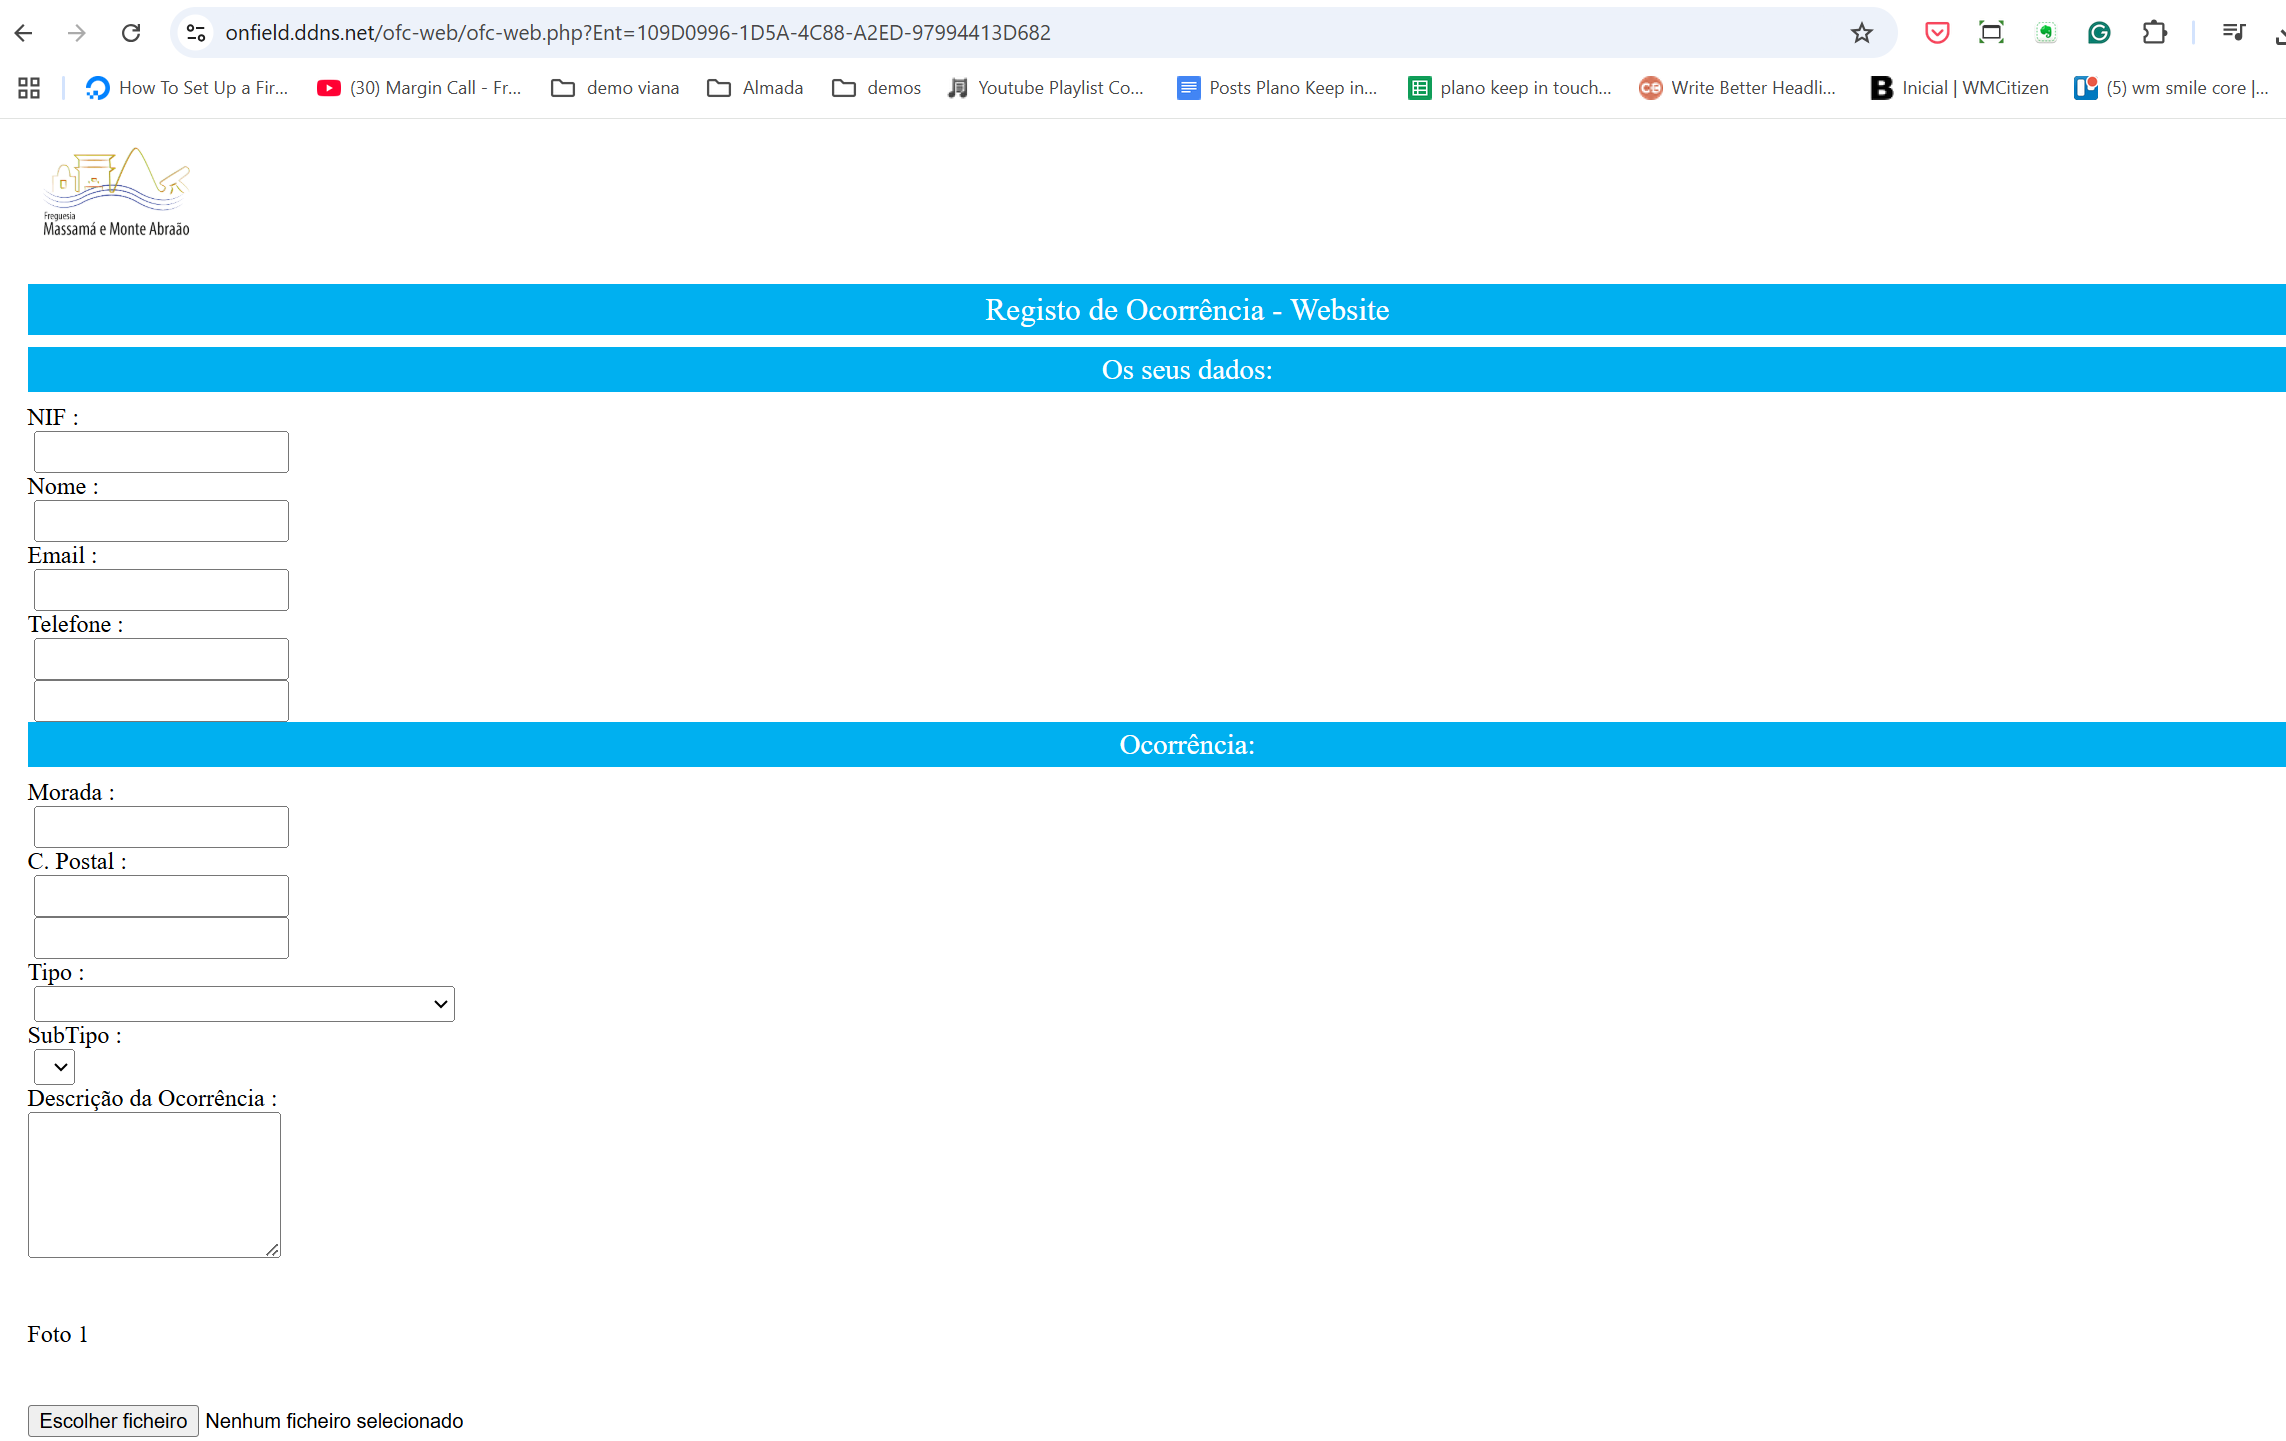 onfield.ddns.net/ofc-web/ofc-web.php?Ent=109D0996-1D5A-4C88-A2ED-97994413D682
How To Set Up a Fir... (30) Margin Call - Fr... demo viana Almada demos Youtube Playlist Co... Posts Plano Keep in... plano keep in touch... Write Better Headli... Inicial | WMCitizen (5) wm smile core |...
Freguesia
Massamá e Monte Abraão
Registo de Ocorrência - Website
Os seus dados:
NIF :
Nome :
Email :
Telefone :
Ocorrência:
Morada :
C. Postal :
Tipo :
SubTipo :
Descrição da Ocorrência :
Foto 1
Escolher ficheiro Nenhum ficheiro selecionado